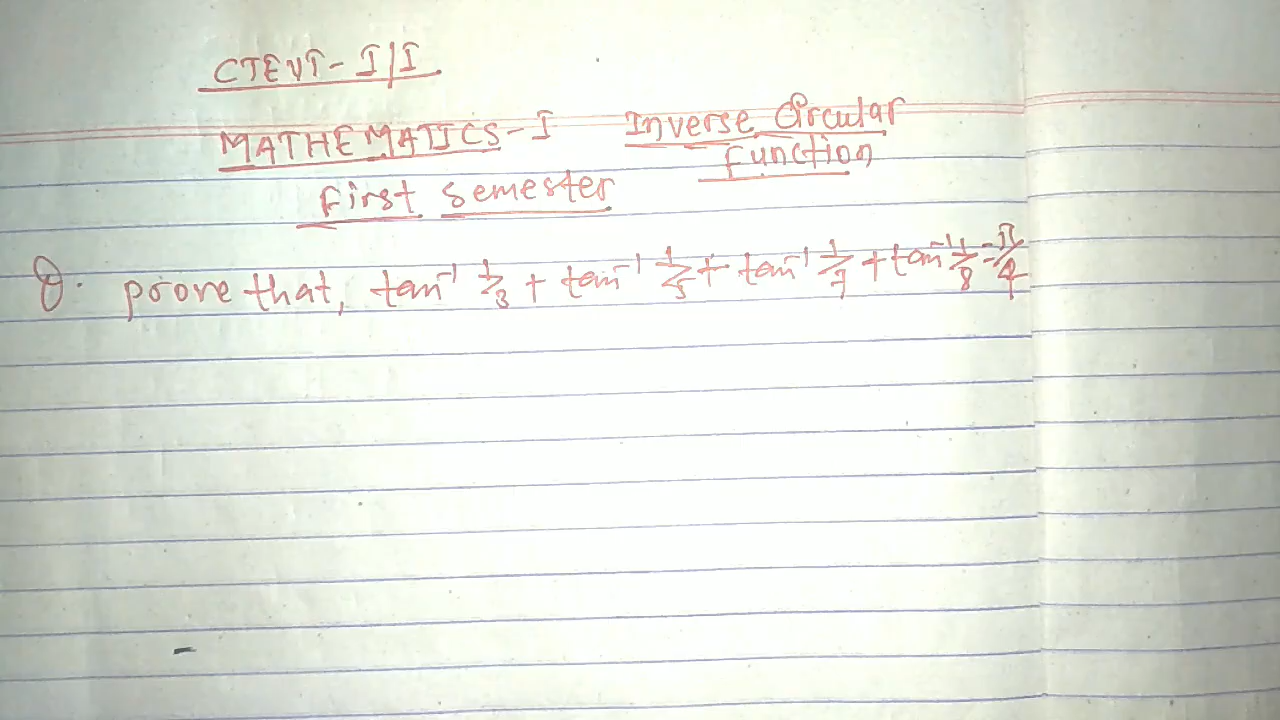 CTEVT - I/I
MATHEMATICS - I
Inverse Circular
Function
First Semester
Q. prove that, tan⁻¹ 1/3 + tan⁻¹ 1/5 + tan⁻¹ 1/7 + tan⁻¹ 1/8 = π/4